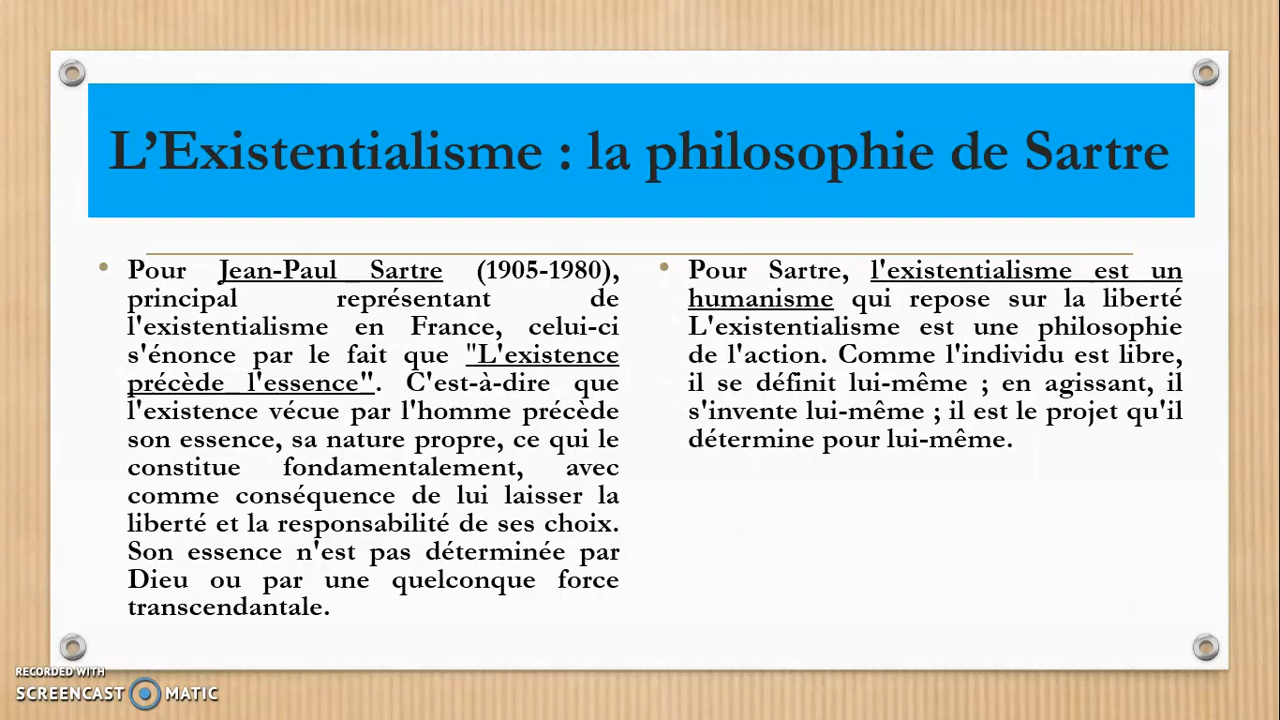 L’Existentialisme : la philosophie de Sartre
• Pour Jean-Paul Sartre (1905-1980),
principal représentant de
l'existentialisme en France, celui-ci
s'énonce par le fait que "L'existence
précède l'essence". C'est-à-dire que
l'existence vécue par l'homme précède
son essence, sa nature propre, ce qui le
constitue fondamentalement, avec
comme conséquence de lui laisser la
liberté et la responsabilité de ses choix.
Son essence n'est pas déterminée par
Dieu ou par une quelconque force
transcendantale.
• Pour Sartre, l'existentialisme est un
humanisme qui repose sur la liberté
L'existentialisme est une philosophie
de l'action. Comme l'individu est libre,
il se définit lui-même ; en agissant, il
s'invente lui-même ; il est le projet qu'il
détermine pour lui-même.
RECORDED WITH
SCREENCAST MATIC